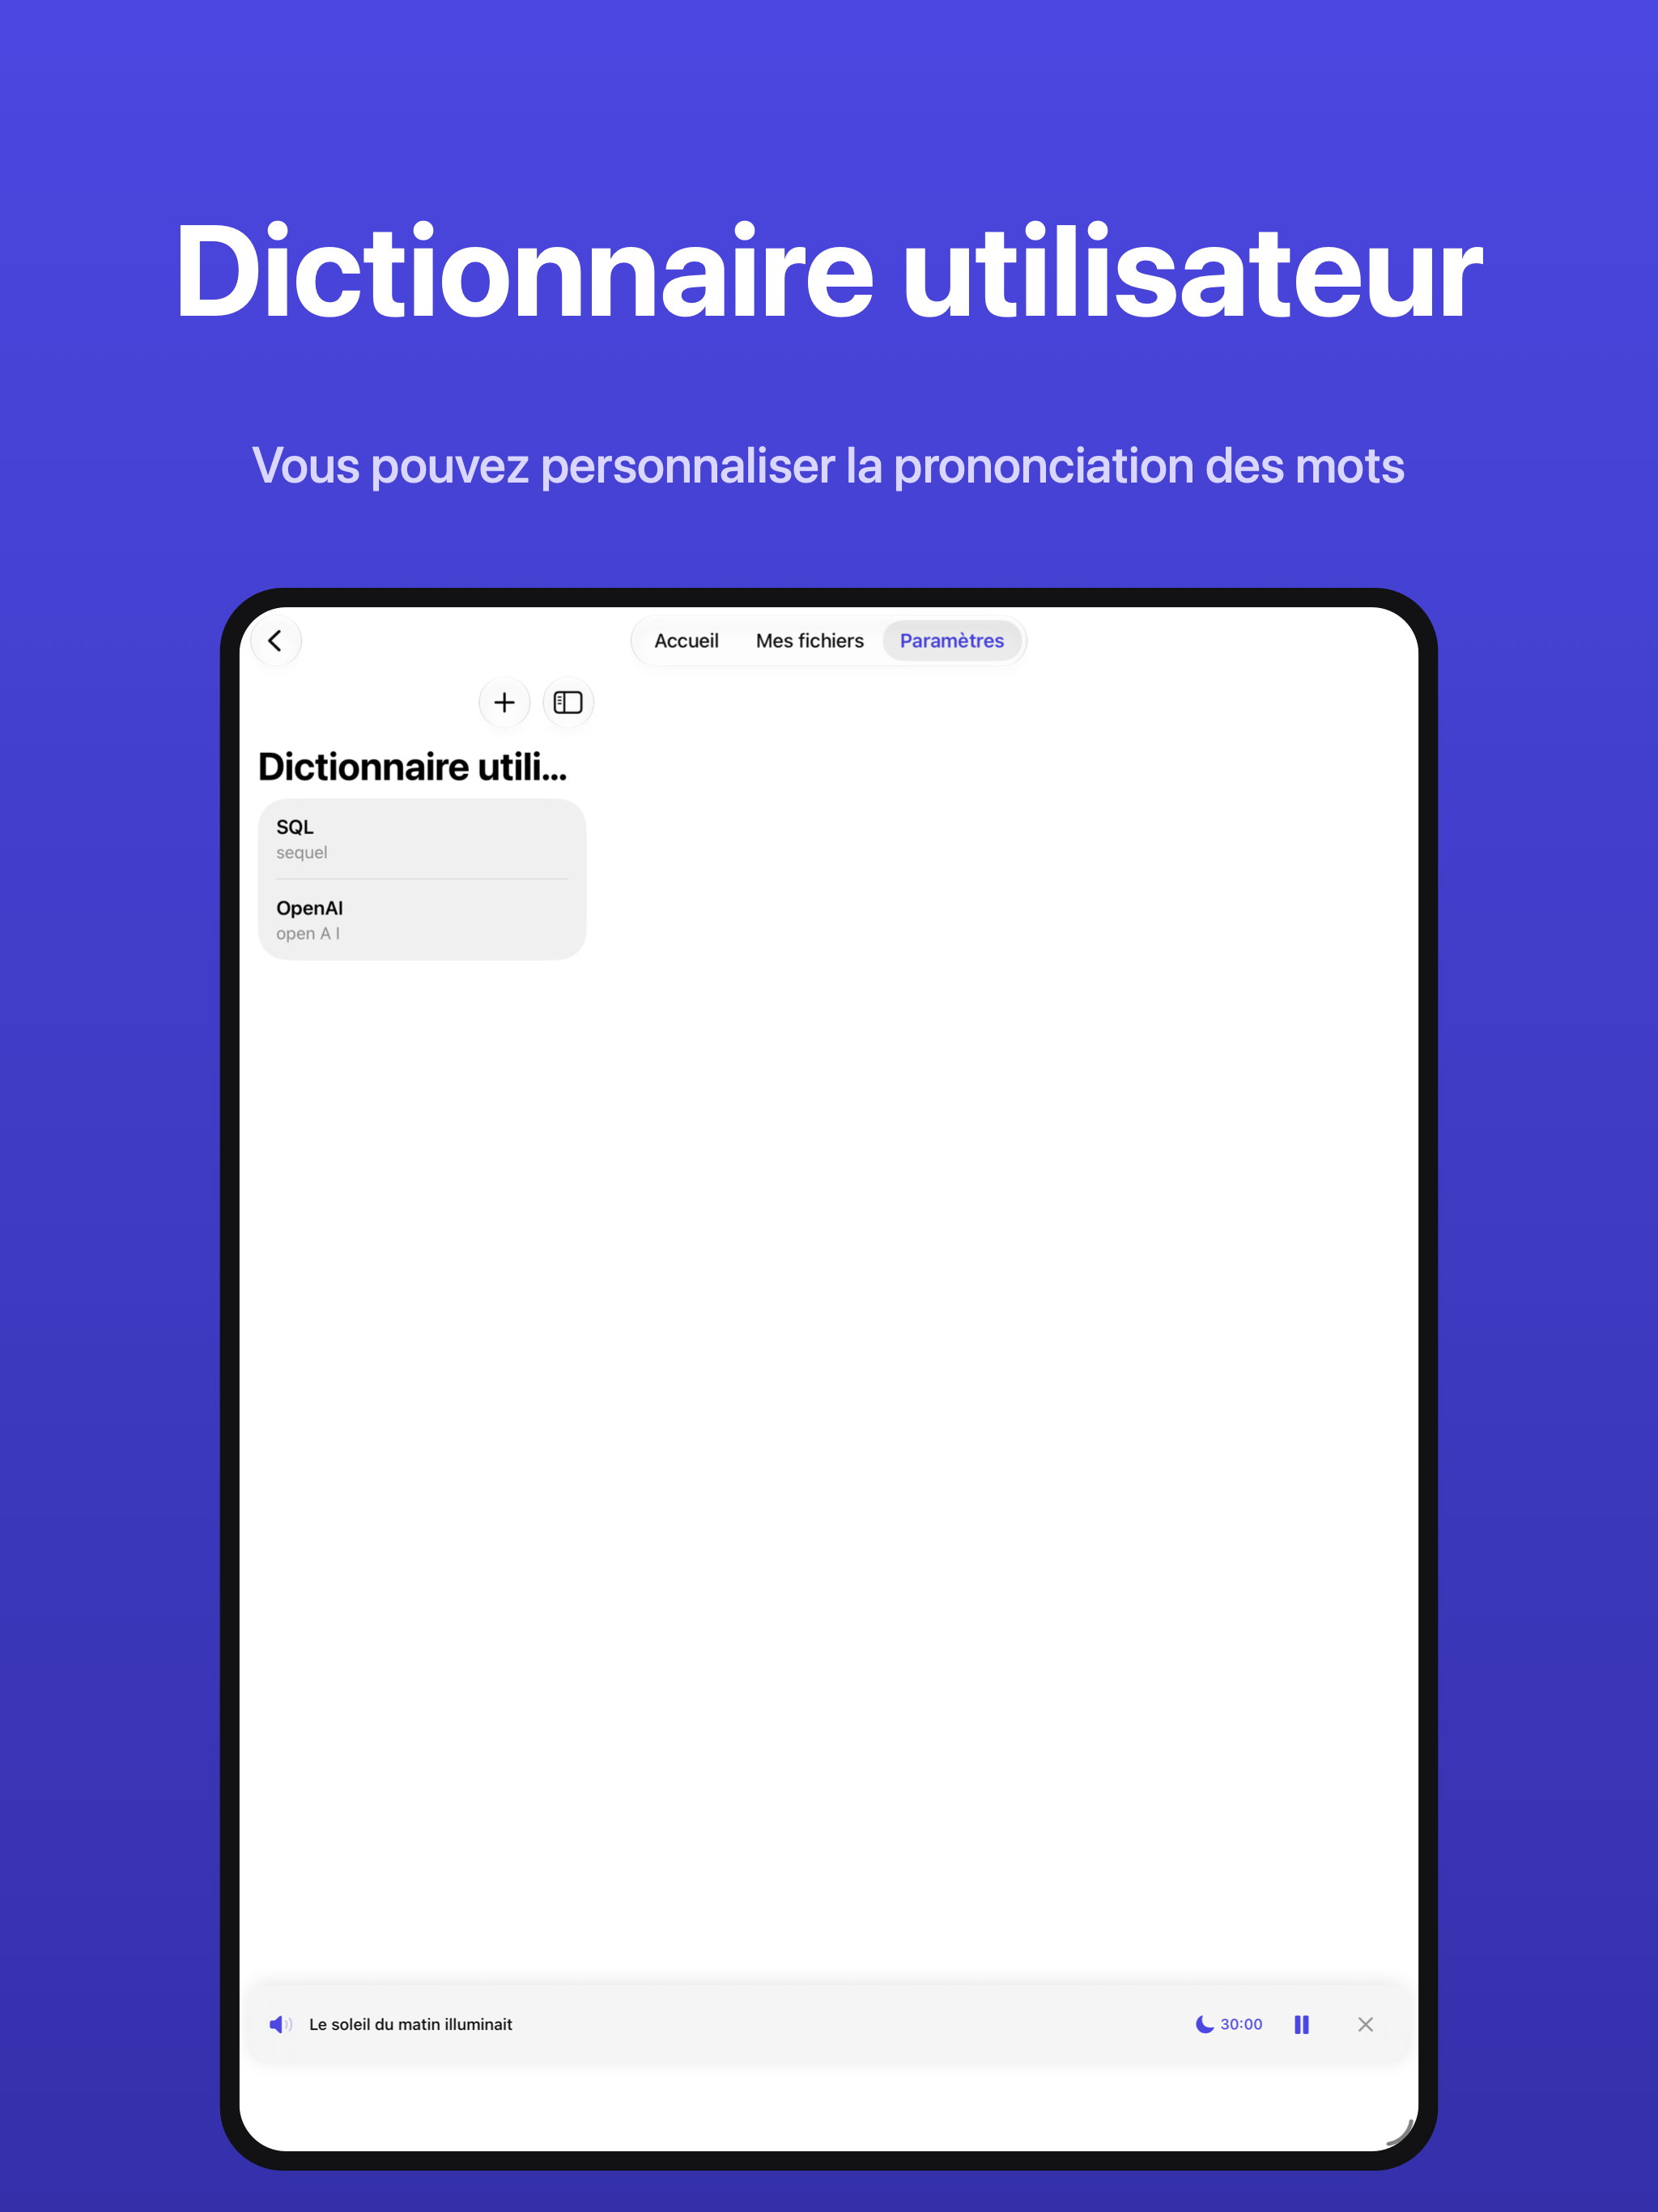 Dictionnaire utilisateur
Vous pouvez personnaliser la prononciation des mots
Accueil Mes fichiers Paramètres
Dictionnaire utili...
SQL
sequel
OpenAI
open A I
Le soleil du matin illuminait 30:00